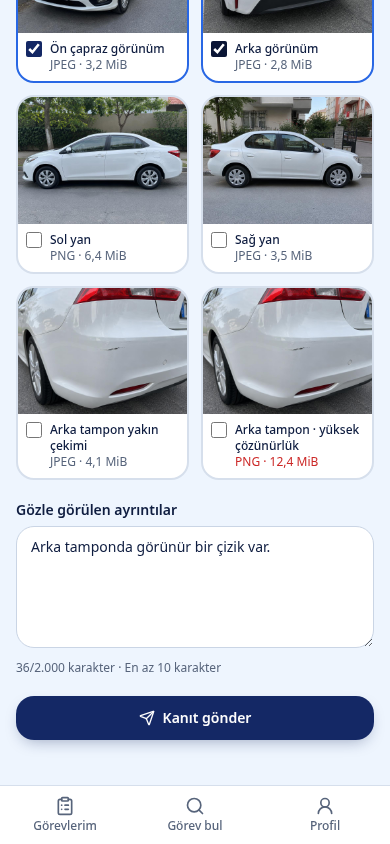 Ön çapraz görünüm
JPEG · 3,2 MiB
Arka görünüm
JPEG · 2,8 MiB
Sol yan
PNG · 6,4 MiB
Sağ yan
JPEG · 3,5 MiB
Arka tampon yakın
çekimi
JPEG · 4,1 MiB
Arka tampon · yüksek
çözünürlük
PNG · 12,4 MiB
Gözle görülen ayrıntılar
Arka tamponda görünür bir çizik var.
36/2.000 karakter · En az 10 karakter
Kanıt gönder
Görevlerim
Görev bul
Profil